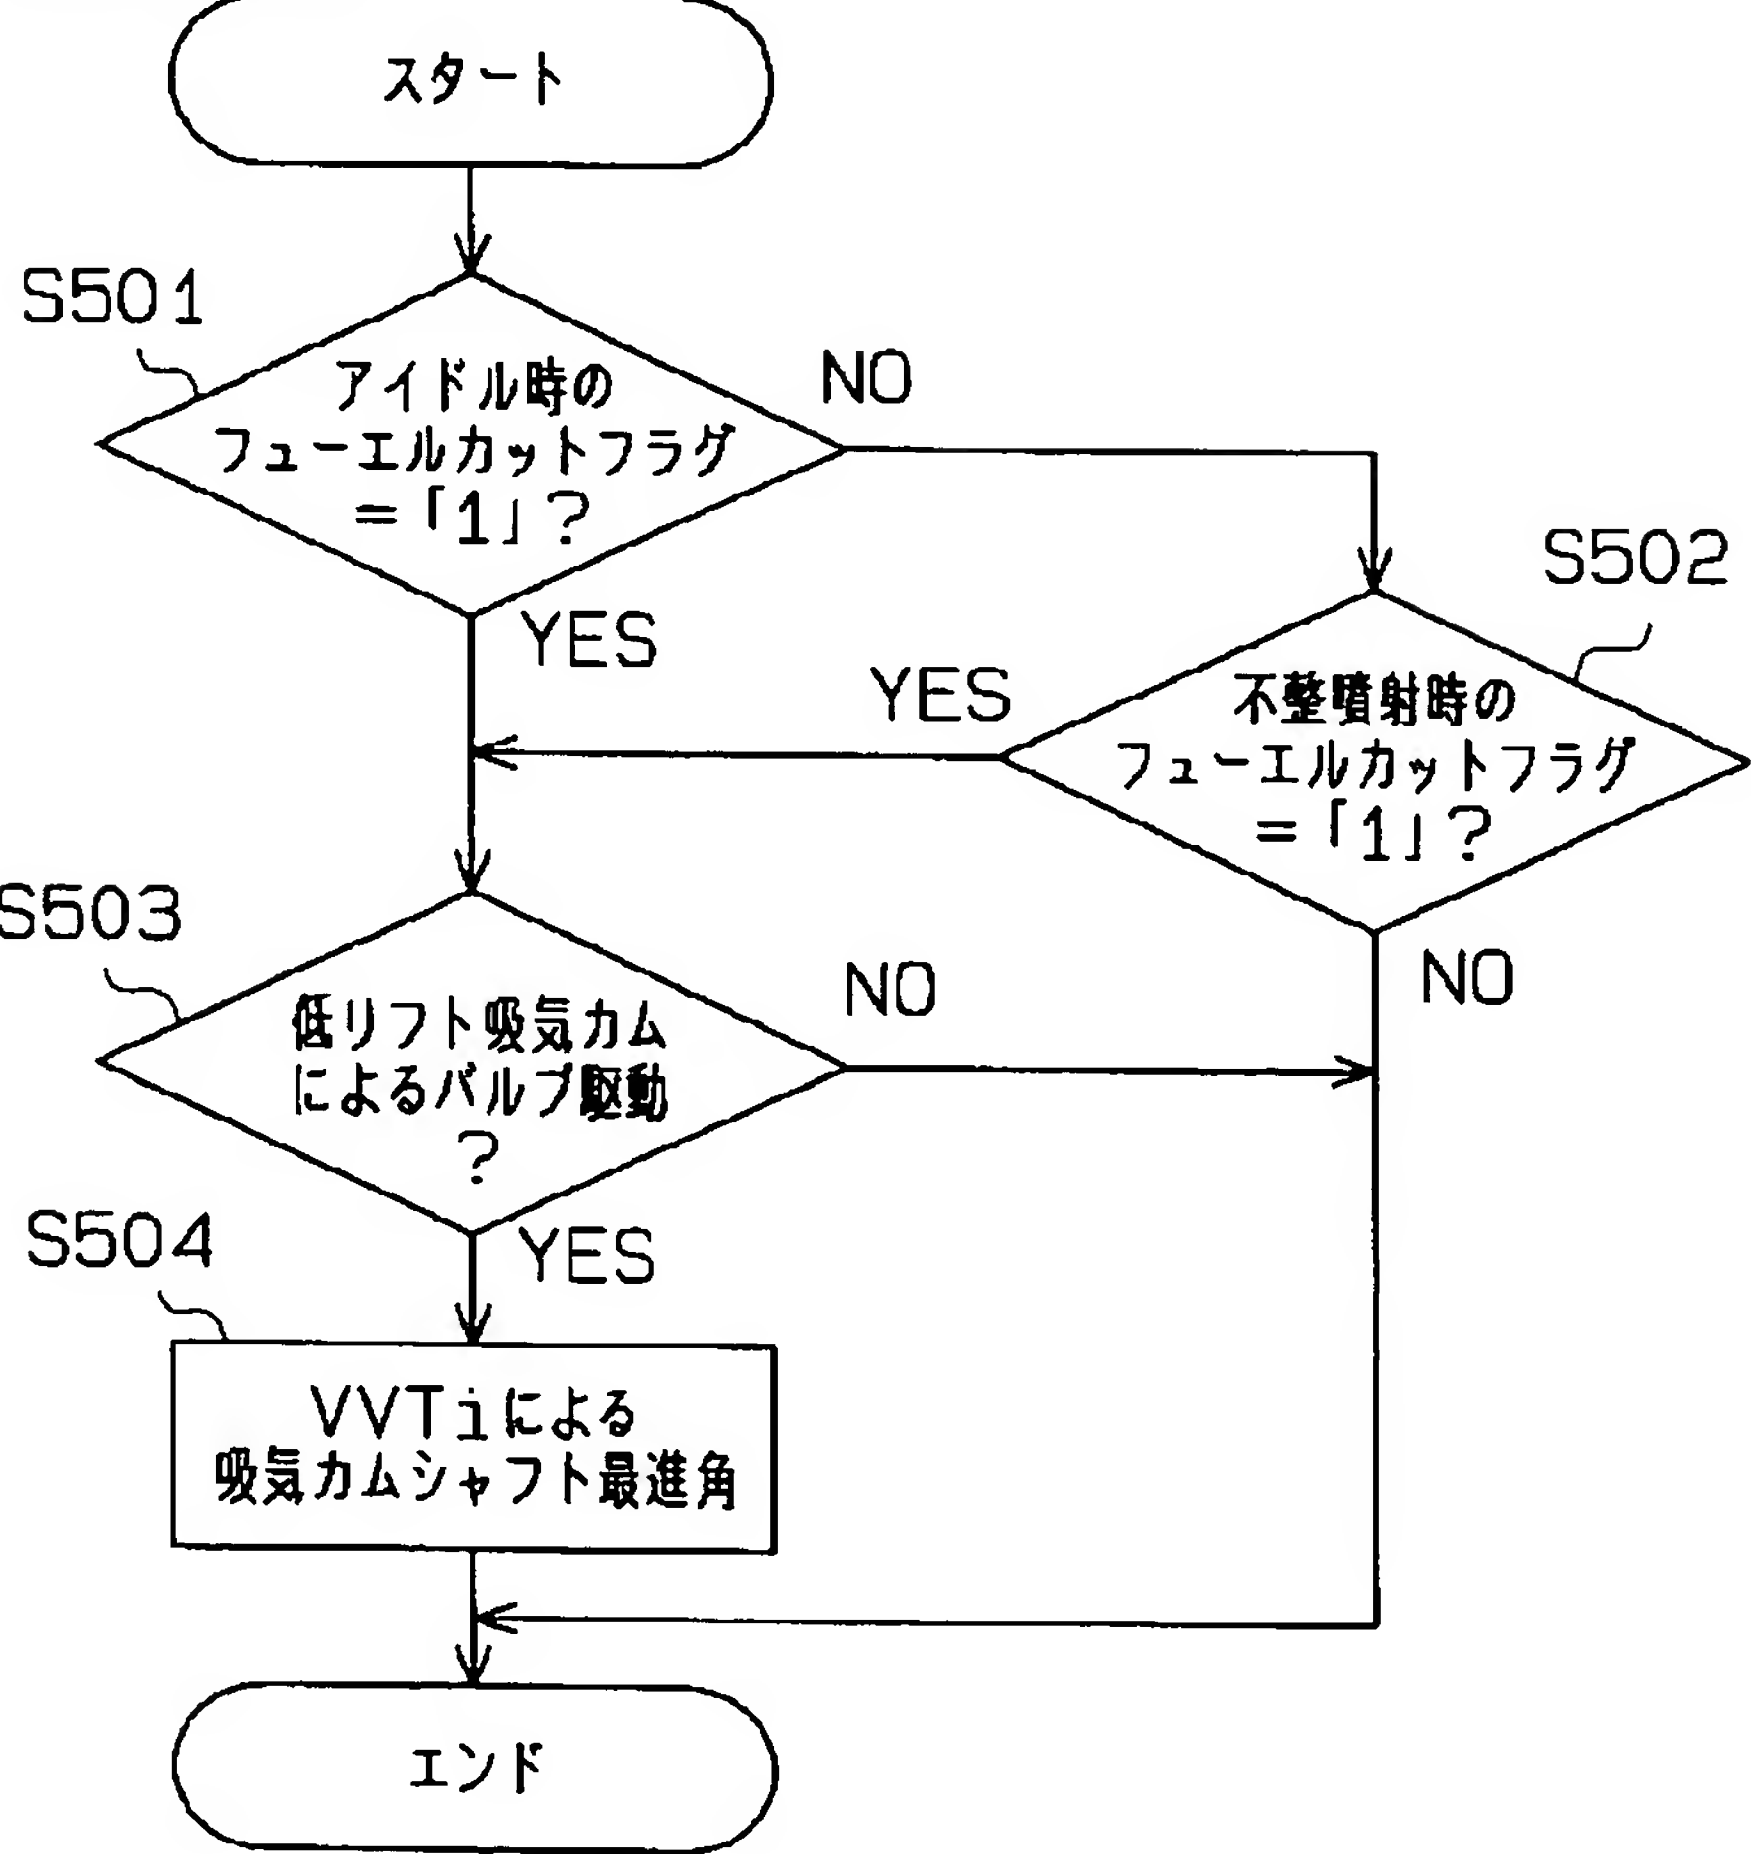 スタート
S501
アイドル時の
フューエルカットフラグ
=「1」?
NO
YES
S502
不整噴射時の
フューエルカットフラグ
=「1」?
YES
NO
S503
低リフト吸気カム
によるバルブ駆動
?
NO
YES
S504
VVTiによる
吸気カムシャフト最進角
エンド